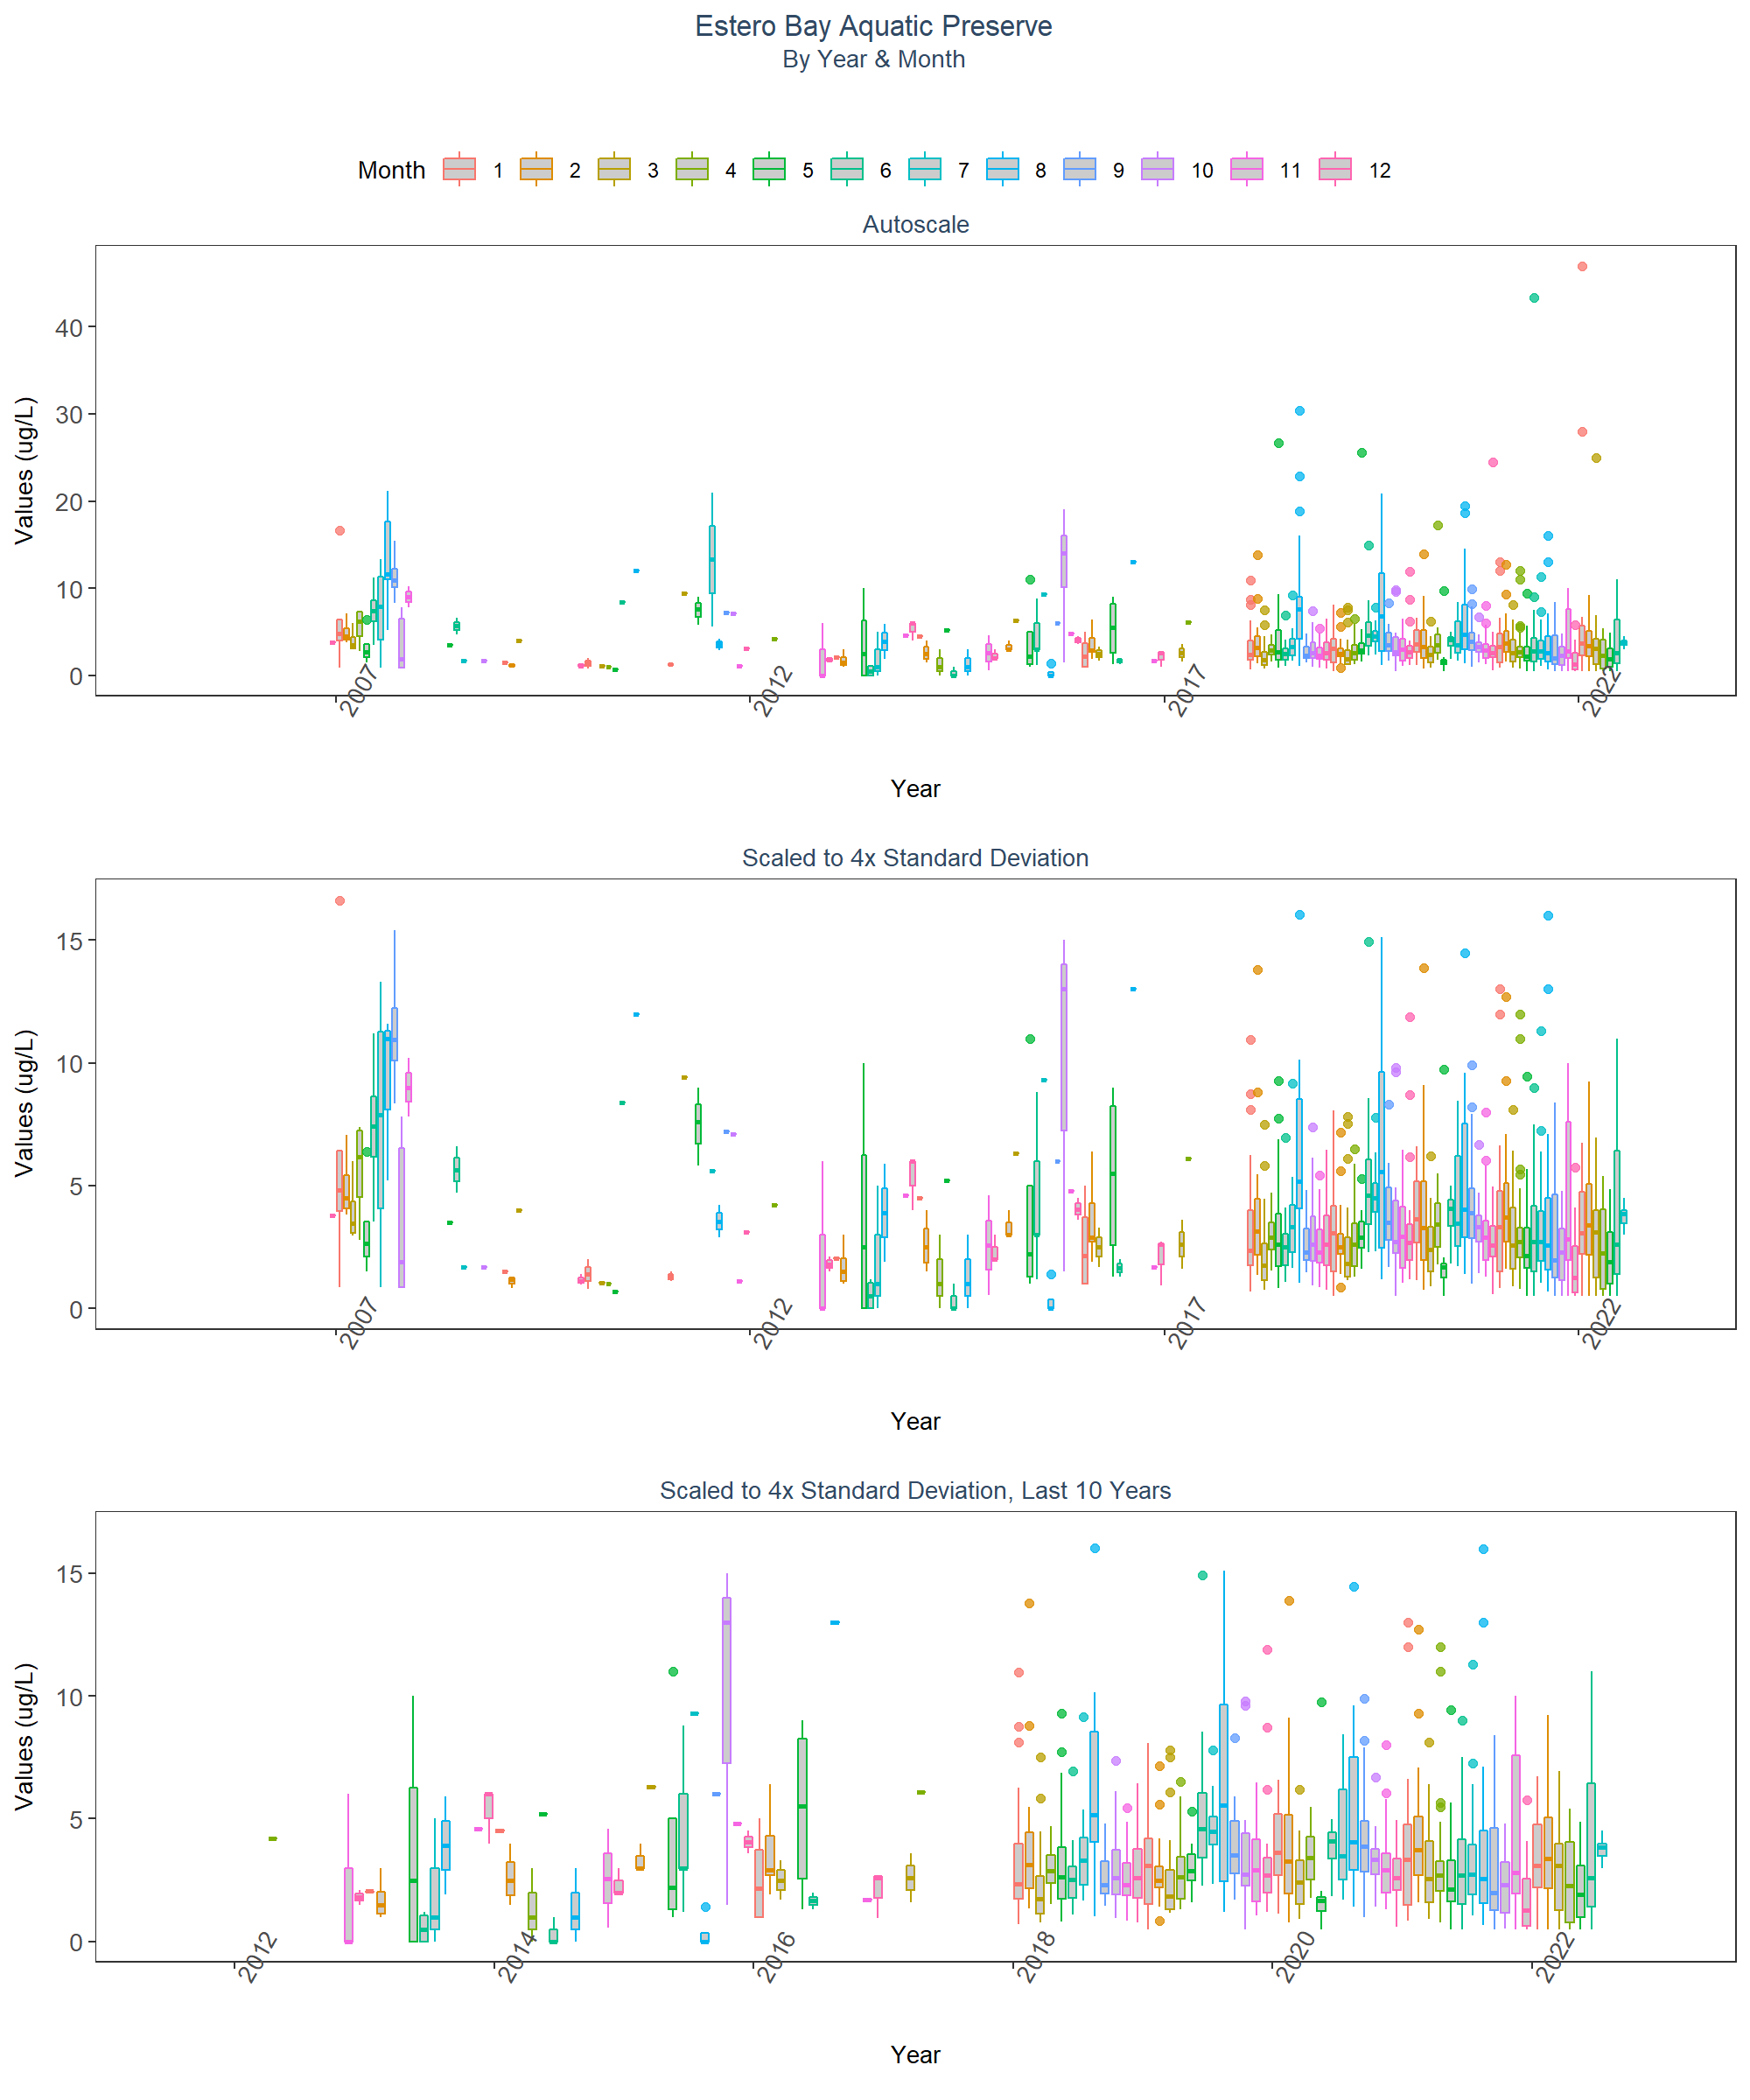 Estero Bay Aquatic Preserve
By Year & Month
Month 1 2 3 4 5 6 7 8 9 10 11 12
Autoscale
Values (ug/L)
40
30
20
10
0
2007 2012 2017 2022
Year
Scaled to 4x Standard Deviation
Values (ug/L)
15
10
5
0
2007 2012 2017 2022
Year
Scaled to 4x Standard Deviation, Last 10 Years
Values (ug/L)
15
10
5
0
2012 2014 2016 2018 2020 2022
Year